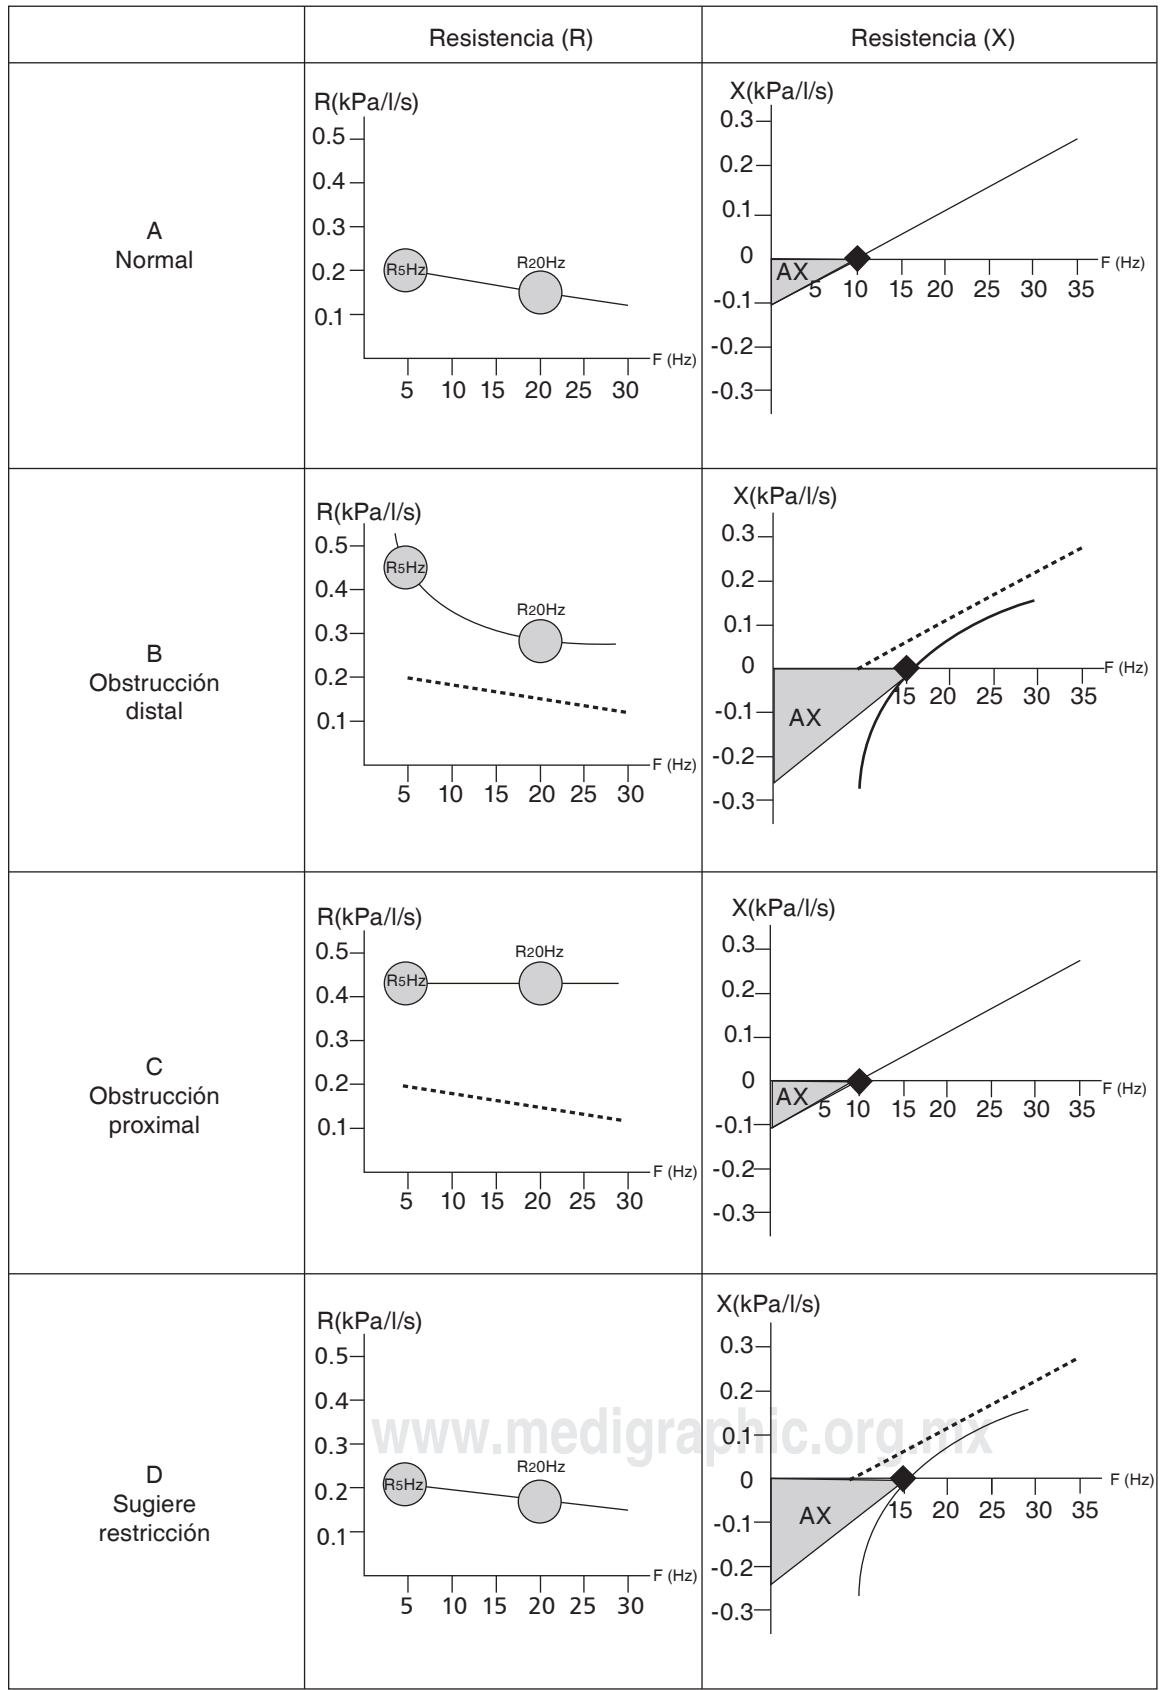 Resistencia (R)
Resistencia (X)
A
Normal
R(kPa/l/s)
0.5
0.4
0.3
0.2
0.1
R5Hz
R20Hz
F (Hz)
5 10 15 20 25 30
X(kPa/l/s)
0.3
0.2
0.1
0
-0.1
-0.2
-0.3
AX
F (Hz)
5 10 15 20 25 30 35
B
Obstrucción
distal
R(kPa/l/s)
0.5
0.4
0.3
0.2
0.1
R5Hz
R20Hz
F (Hz)
5 10 15 20 25 30
X(kPa/l/s)
0.3
0.2
0.1
0
-0.1
-0.2
-0.3
AX
F (Hz)
15 20 25 30 35
C
Obstrucción
proximal
R(kPa/l/s)
0.5
0.4
0.3
0.2
0.1
R5Hz
R20Hz
F (Hz)
5 10 15 20 25 30
X(kPa/l/s)
0.3
0.2
0.1
0
-0.1
-0.2
-0.3
AX
F (Hz)
5 10 15 20 25 30 35
D
Sugiere
restricción
R(kPa/l/s)
0.5
0.4
0.3
0.2
0.1
R5Hz
R20Hz
F (Hz)
5 10 15 20 25 30
X(kPa/l/s)
0.3
0.2
0.1
0
-0.1
-0.2
-0.3
AX
F (Hz)
15 20 25 30 35
www.medigraphic.org.mx